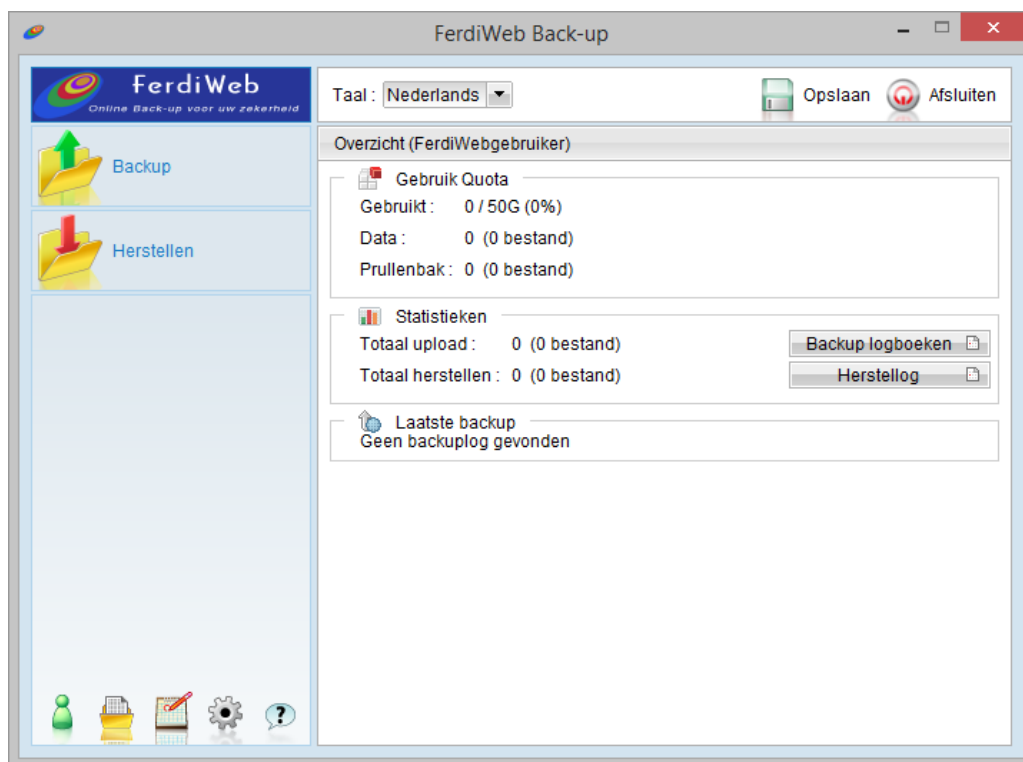 FerdiWeb Back-up
FerdiWeb
Online Back-up voor uw zekerheid
Taal : Nederlands
Opslaan
Afsluiten
Backup
Herstellen
Overzicht (FerdiWebgebruiker)
Gebruik Quota
Gebruikt : 0 / 50G (0%)
Data : 0 (0 bestand)
Prullenbak : 0 (0 bestand)
Statistieken
Totaal upload : 0 (0 bestand)
Backup logboeken
Totaal herstellen : 0 (0 bestand)
Herstellog
Laatste backup
Geen backuplog gevonden
?